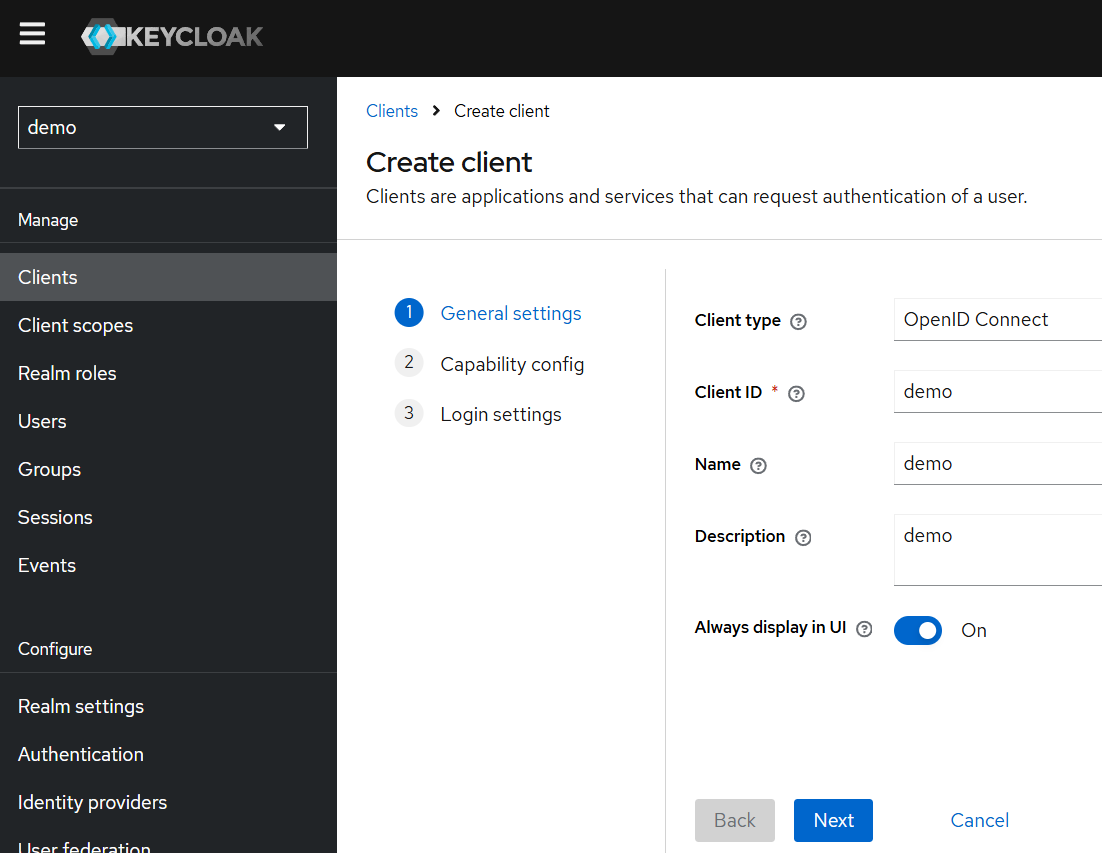 KEYCLOAK
demo
Manage
Clients
Client scopes
Realm roles
Users
Groups
Sessions
Events
Configure
Realm settings
Authentication
Identity providers
User federation
Clients > Create client
Create client
Clients are applications and services that can request authentication of a user.
1 General settings
2 Capability config
3 Login settings
Client type ? OpenID Connect
Client ID * ? demo
Name ? demo
Description ? demo
Always display in UI ? On
Back Next Cancel